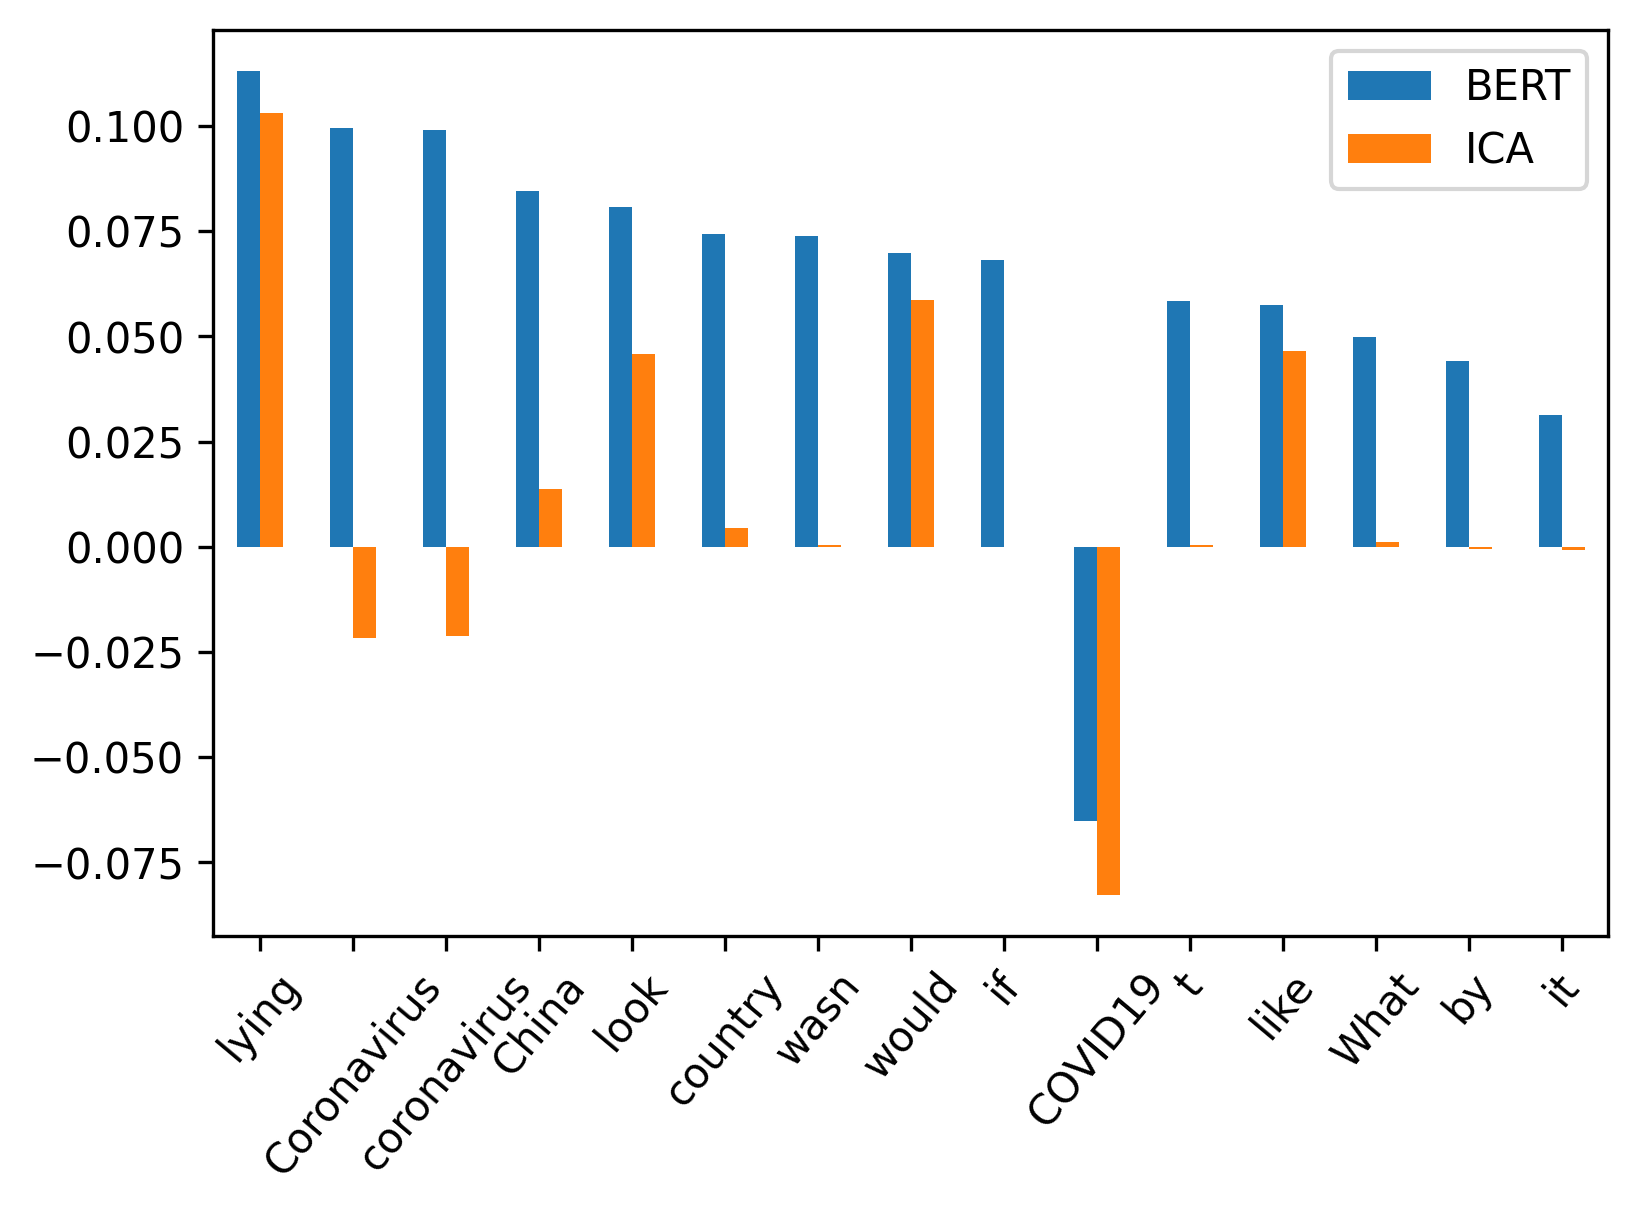 BERT
ICA
0.100
0.075
0.050
0.025
0.000
−0.025
−0.050
−0.075
lying
Coronavirus
coronavirus
China
look
country
wasn
would
if
COVID19
t
like
What
by
it